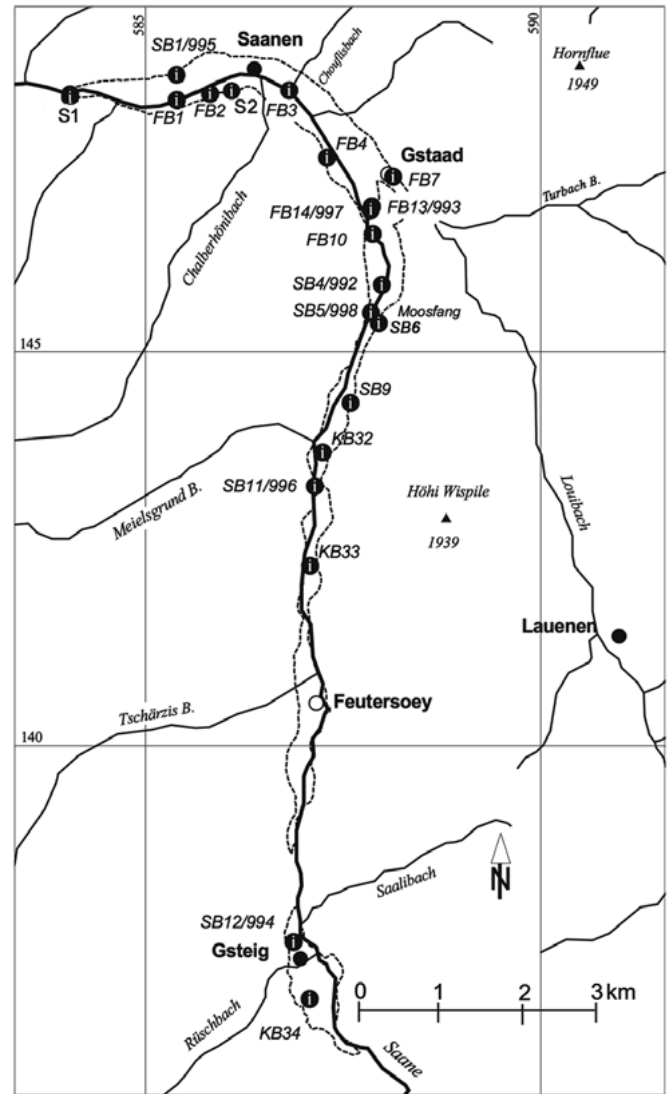 585
590
SB1/995
Saanen
Chouflisbach
Hornflue
1949
S1
FB1
FB2
S2
FB3
FB4
Gstaad
FB7
Turbach B.
FB14/997
FB13/993
FB10
Chalberhönibach
SB4/992
SB5/998
Moosfang
SB6
145
SB9
KB32
Meielsgrund B.
SB11/996
Höhi Wispile
1939
Louibach
KB33
Lauenen
Tschärzis B.
Feutersoey
140
N
Saalibach
SB12/994
Gsteig
0 1 2 3 km
Rüschbach
KB34
Saane